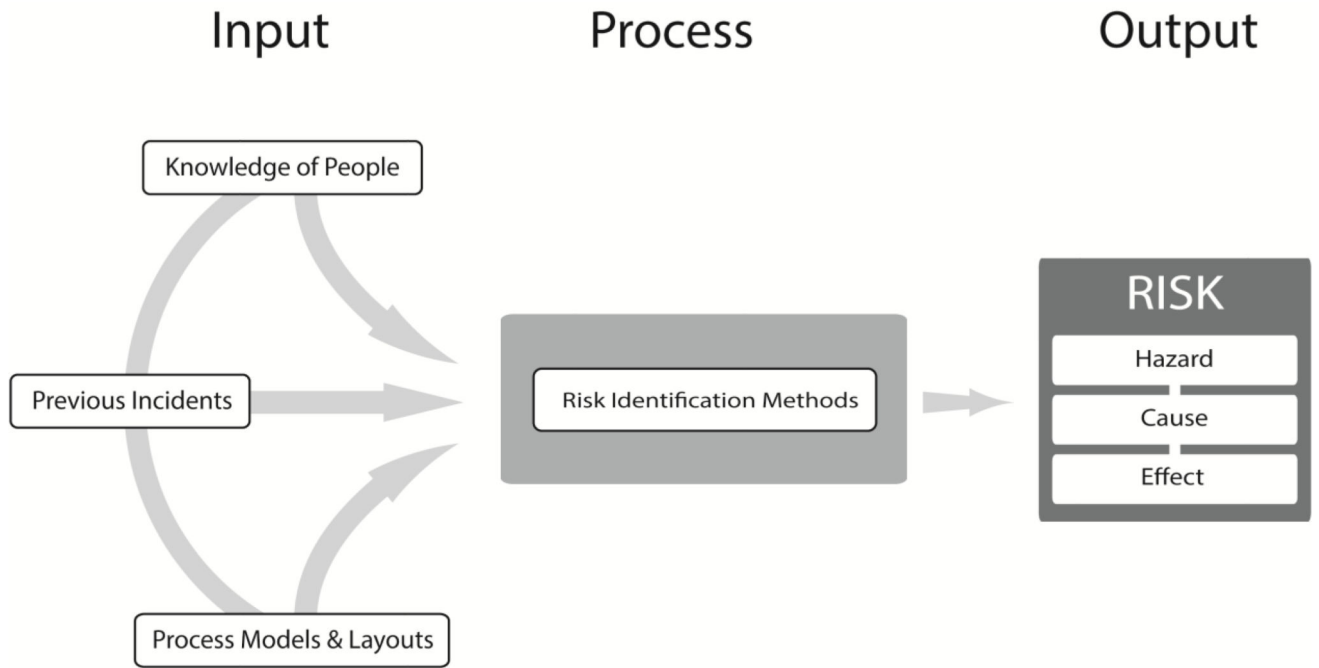 Input
Process
Output
Knowledge of People
Previous Incidents
Process Models & Layouts
Risk Identification Methods
RISK
Hazard
Cause
Effect